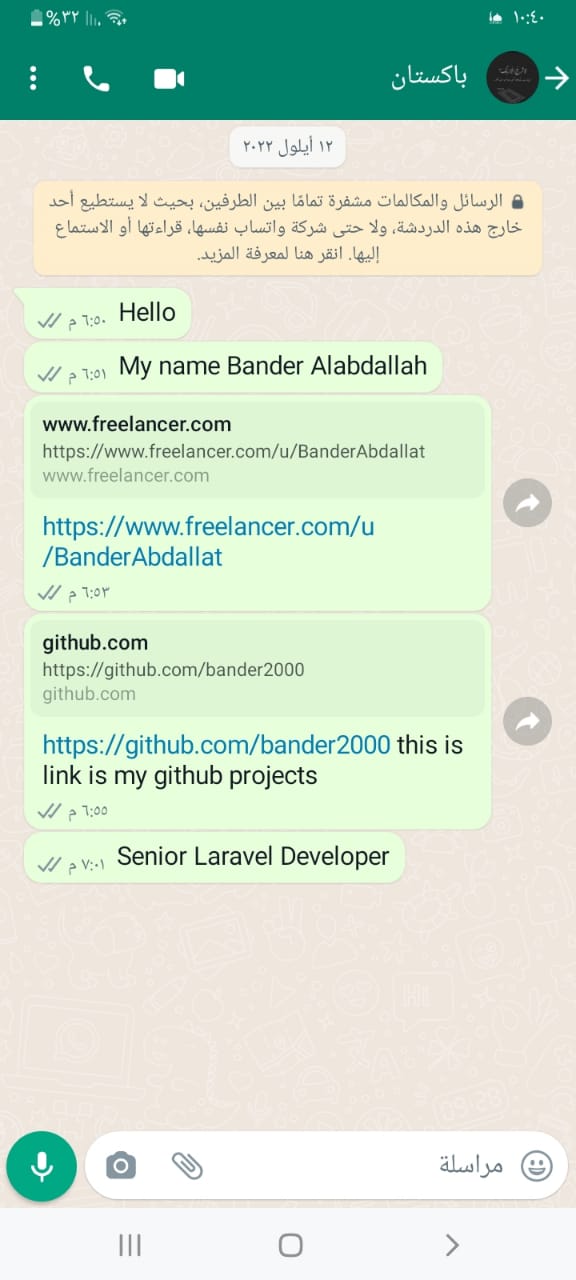 ١٠:٤٠
٣٢%
باكستان
١٢ أيلول ٢٠٢٢
الرسائل والمكالمات مشفرة تمامًا بين الطرفين، بحيث لا يستطيع أحد
خارج هذه الدردشة، ولا حتى شركة واتساب نفسها، قراءتها أو الاستماع
إليها. انقر هنا لمعرفة المزيد.
Hello
٦:٥٠ م
My name Bander Alabdallah
٦:٥١ م
www.freelancer.com
https://www.freelancer.com/u/BanderAbdallat
www.freelancer.com
https://www.freelancer.com/u
/BanderAbdallat
٦:٥٣ م
github.com
https://github.com/bander2000
github.com
https://github.com/bander2000 this is
link is my github projects
٦:٥٥ م
Senior Laravel Developer
٧:٠١ م
مراسلة